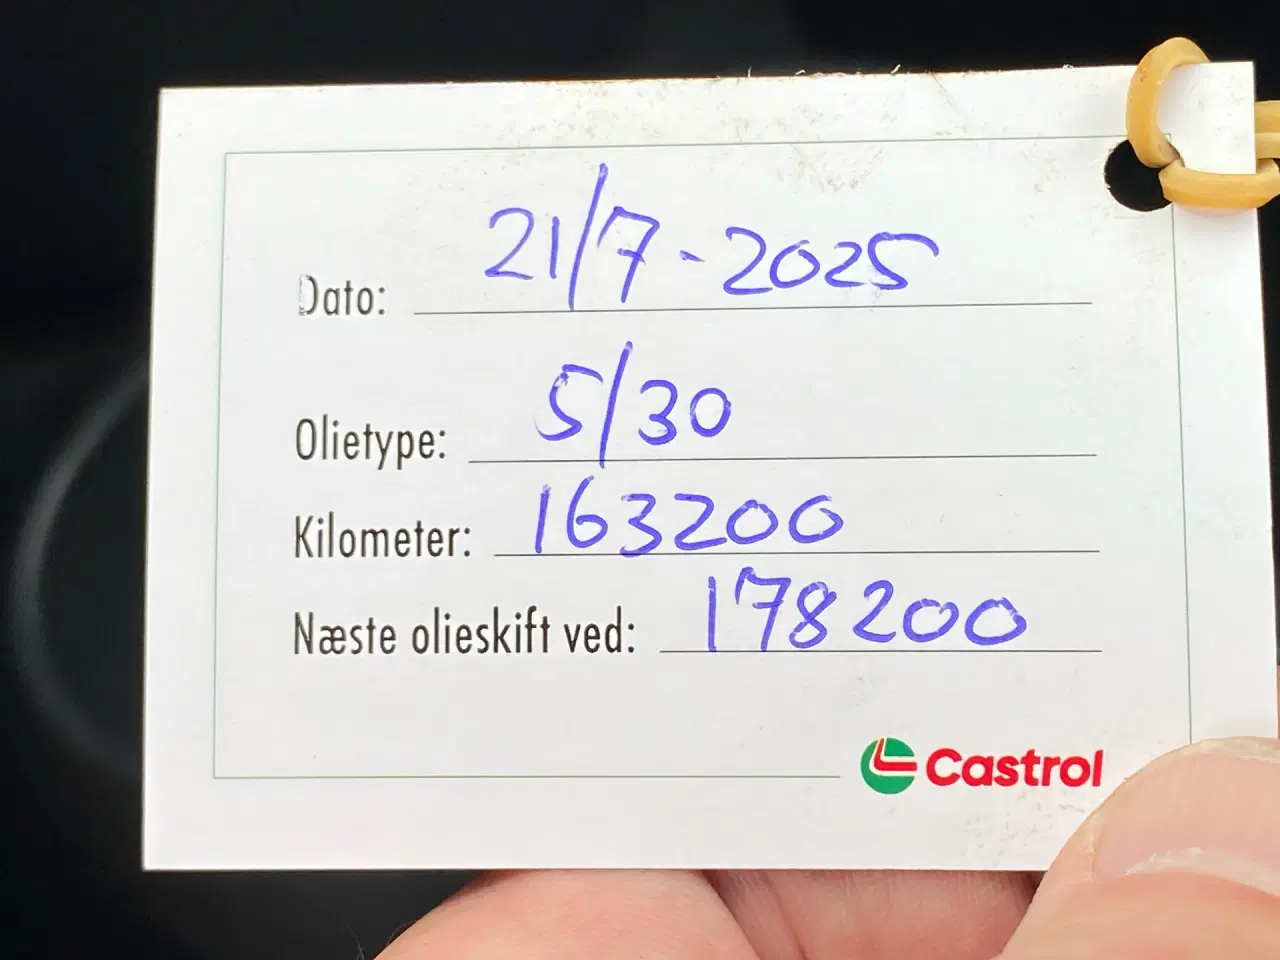 Dato: 21/7-2025
Olietype: 5/30
Kilometer: 163200
Næste olieskift ved: 178200
Castrol